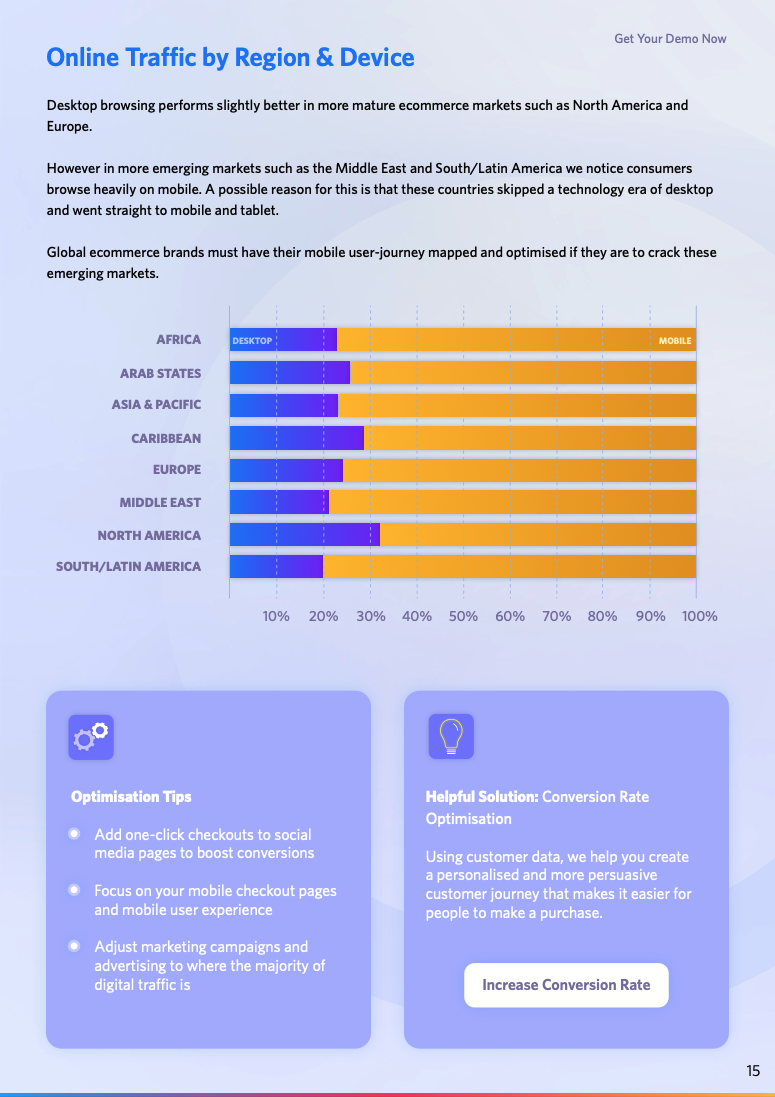 Get Your Demo Now
Online Traffic by Region & Device
Desktop browsing performs slightly better in more mature ecommerce markets such as North America and
Europe.
However in more emerging markets such as the Middle East and South/Latin America we notice consumers
browse heavily on mobile. A possible reason for this is that these countries skipped a technology era of desktop
and went straight to mobile and tablet.
Global ecommerce brands must have their mobile user-journey mapped and optimised if they are to crack these
emerging markets.
AFRICA
DESKTOP
MOBILE
ARAB STATES
ASIA & PACIFIC
CARIBBEAN
EUROPE
MIDDLE EAST
NORTH AMERICA
SOUTH/LATIN AMERICA
10% 20% 30% 40% 50% 60% 70% 80% 90% 100%
Optimisation Tips
Add one-click checkouts to social
media pages to boost conversions
Focus on your mobile checkout pages
and mobile user experience
Adjust marketing campaigns and
advertising to where the majority of
digital traffic is
Helpful Solution: Conversion Rate
Optimisation
Using customer data, we help you create
a personalised and more persuasive
customer journey that makes it easier for
people to make a purchase.
Increase Conversion Rate
15